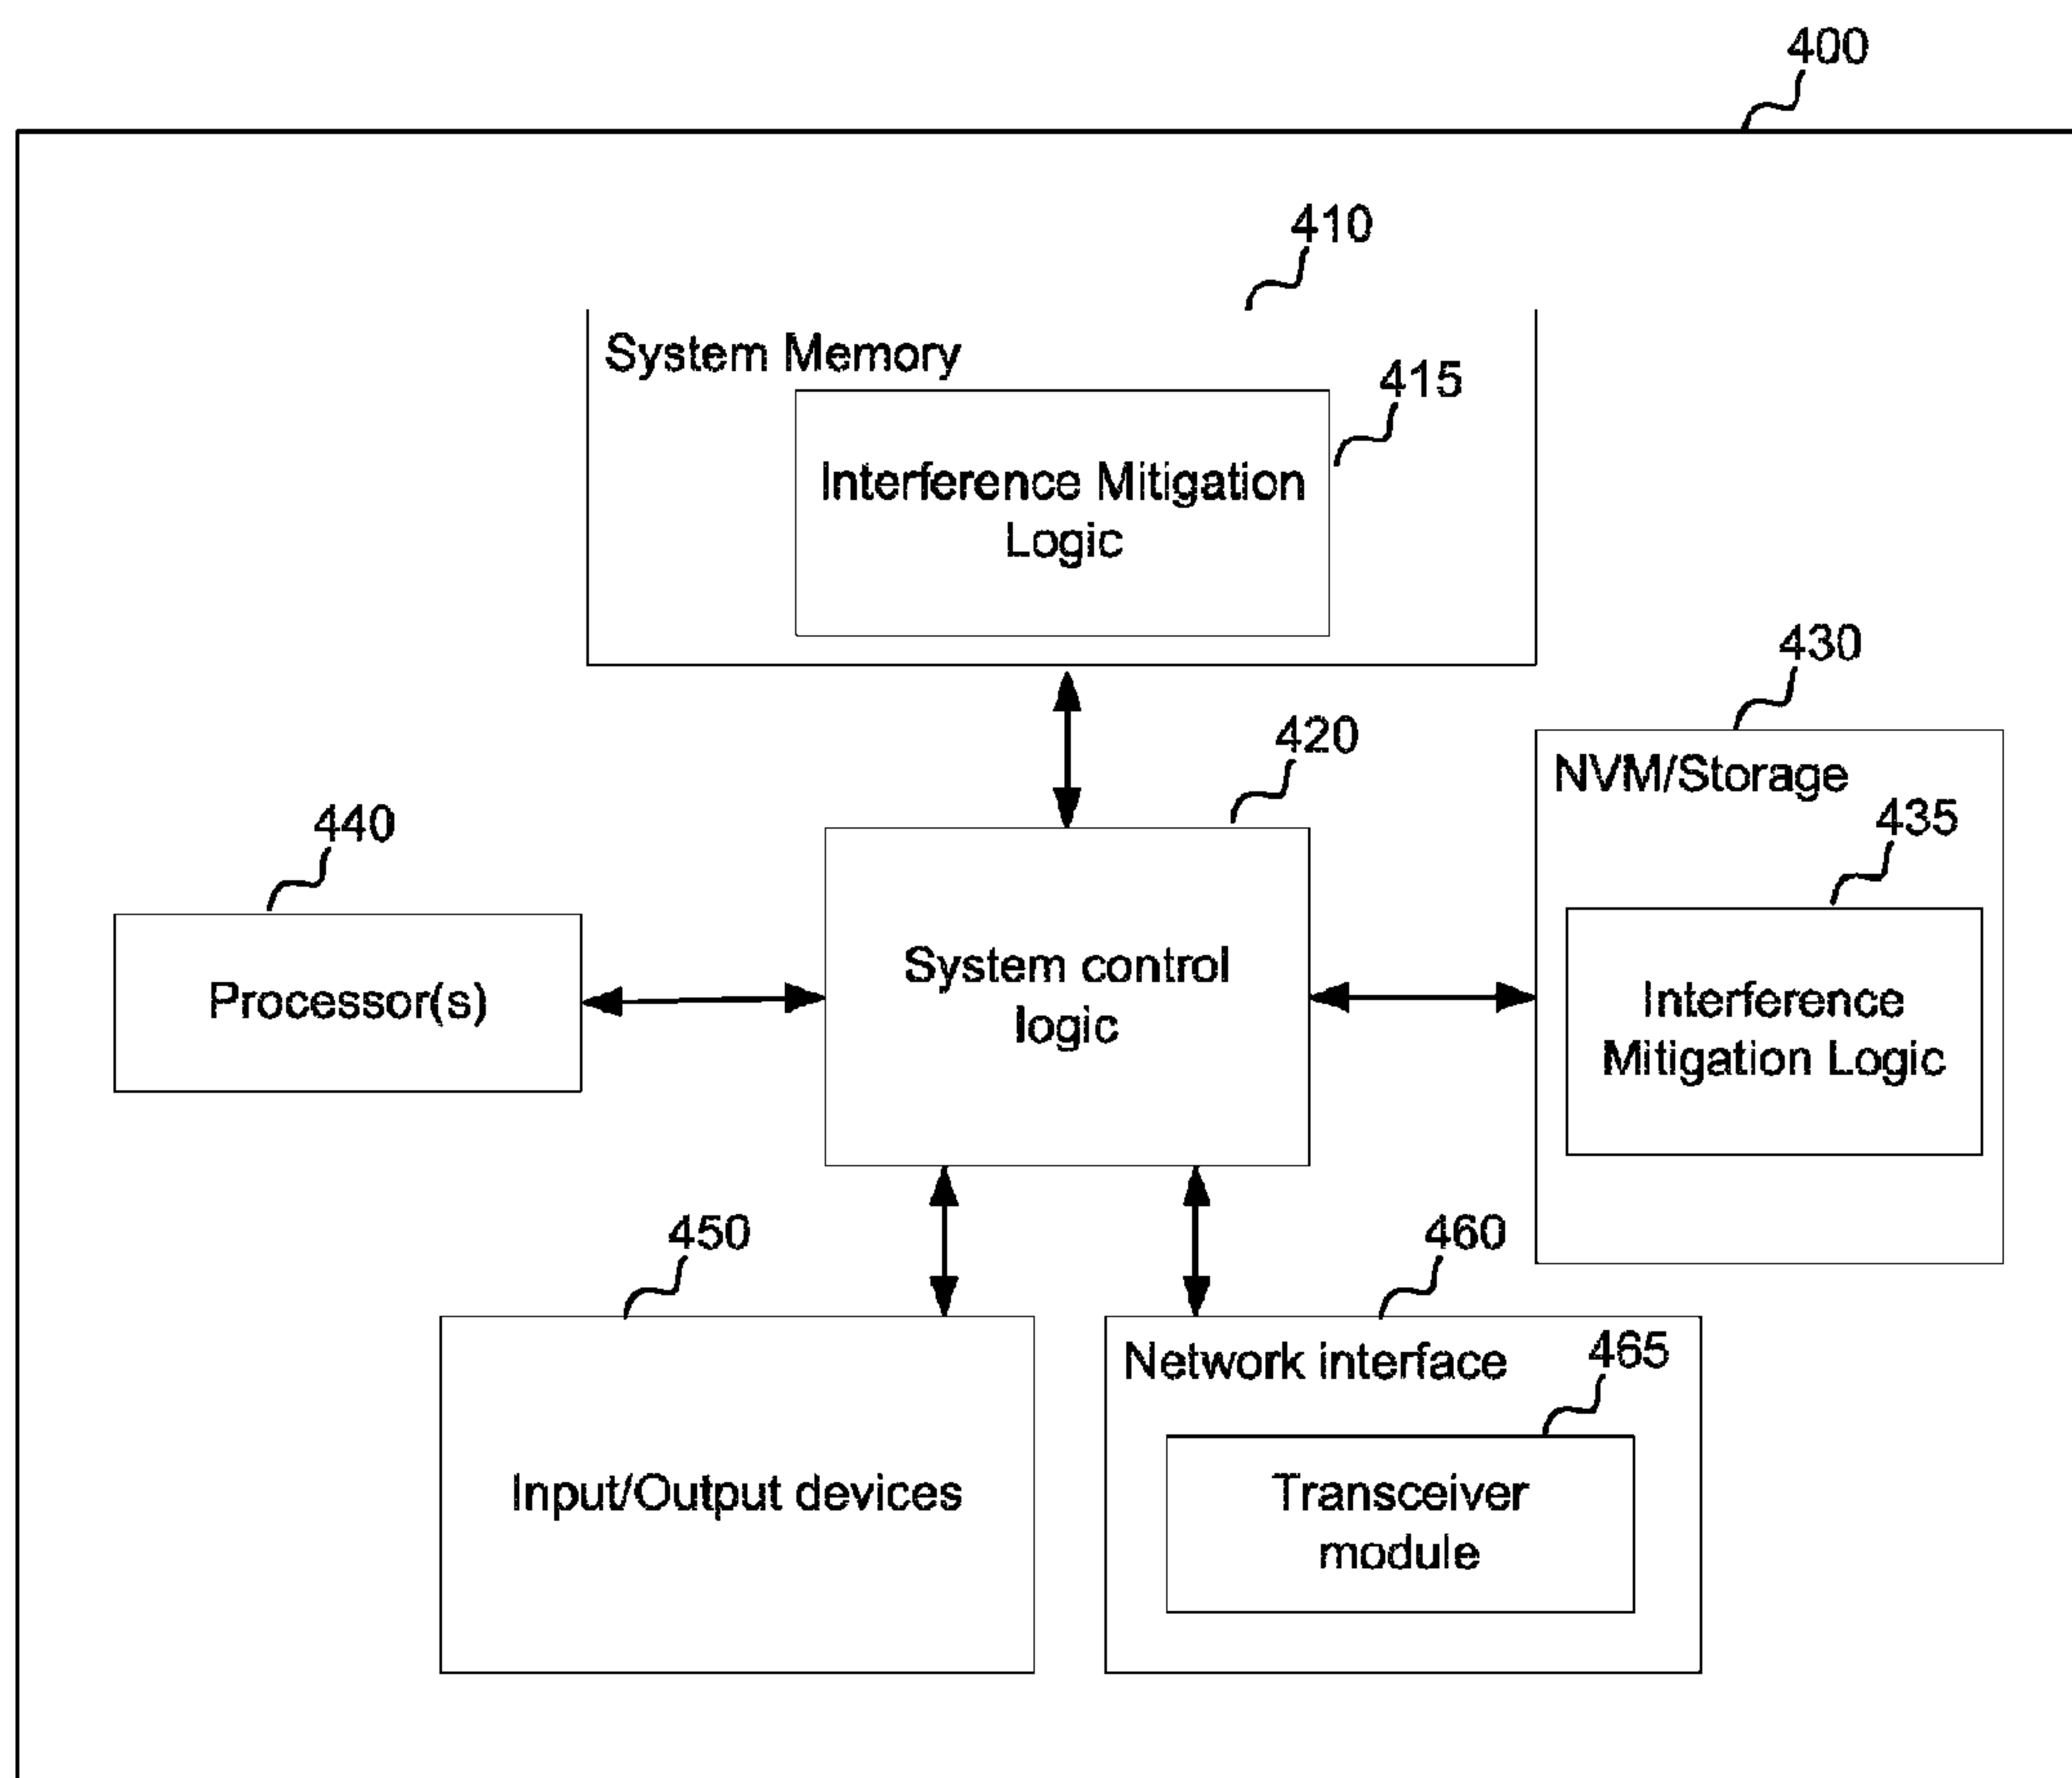 400
410
System Memory
415
Interference Mitigation
Logic
430
420
NVM/Storage
435
440
System control
logic
Processor(s)
Interference
Mitigation Logic
450
460
Network interface
465
Input/Output devices
Transceiver
module